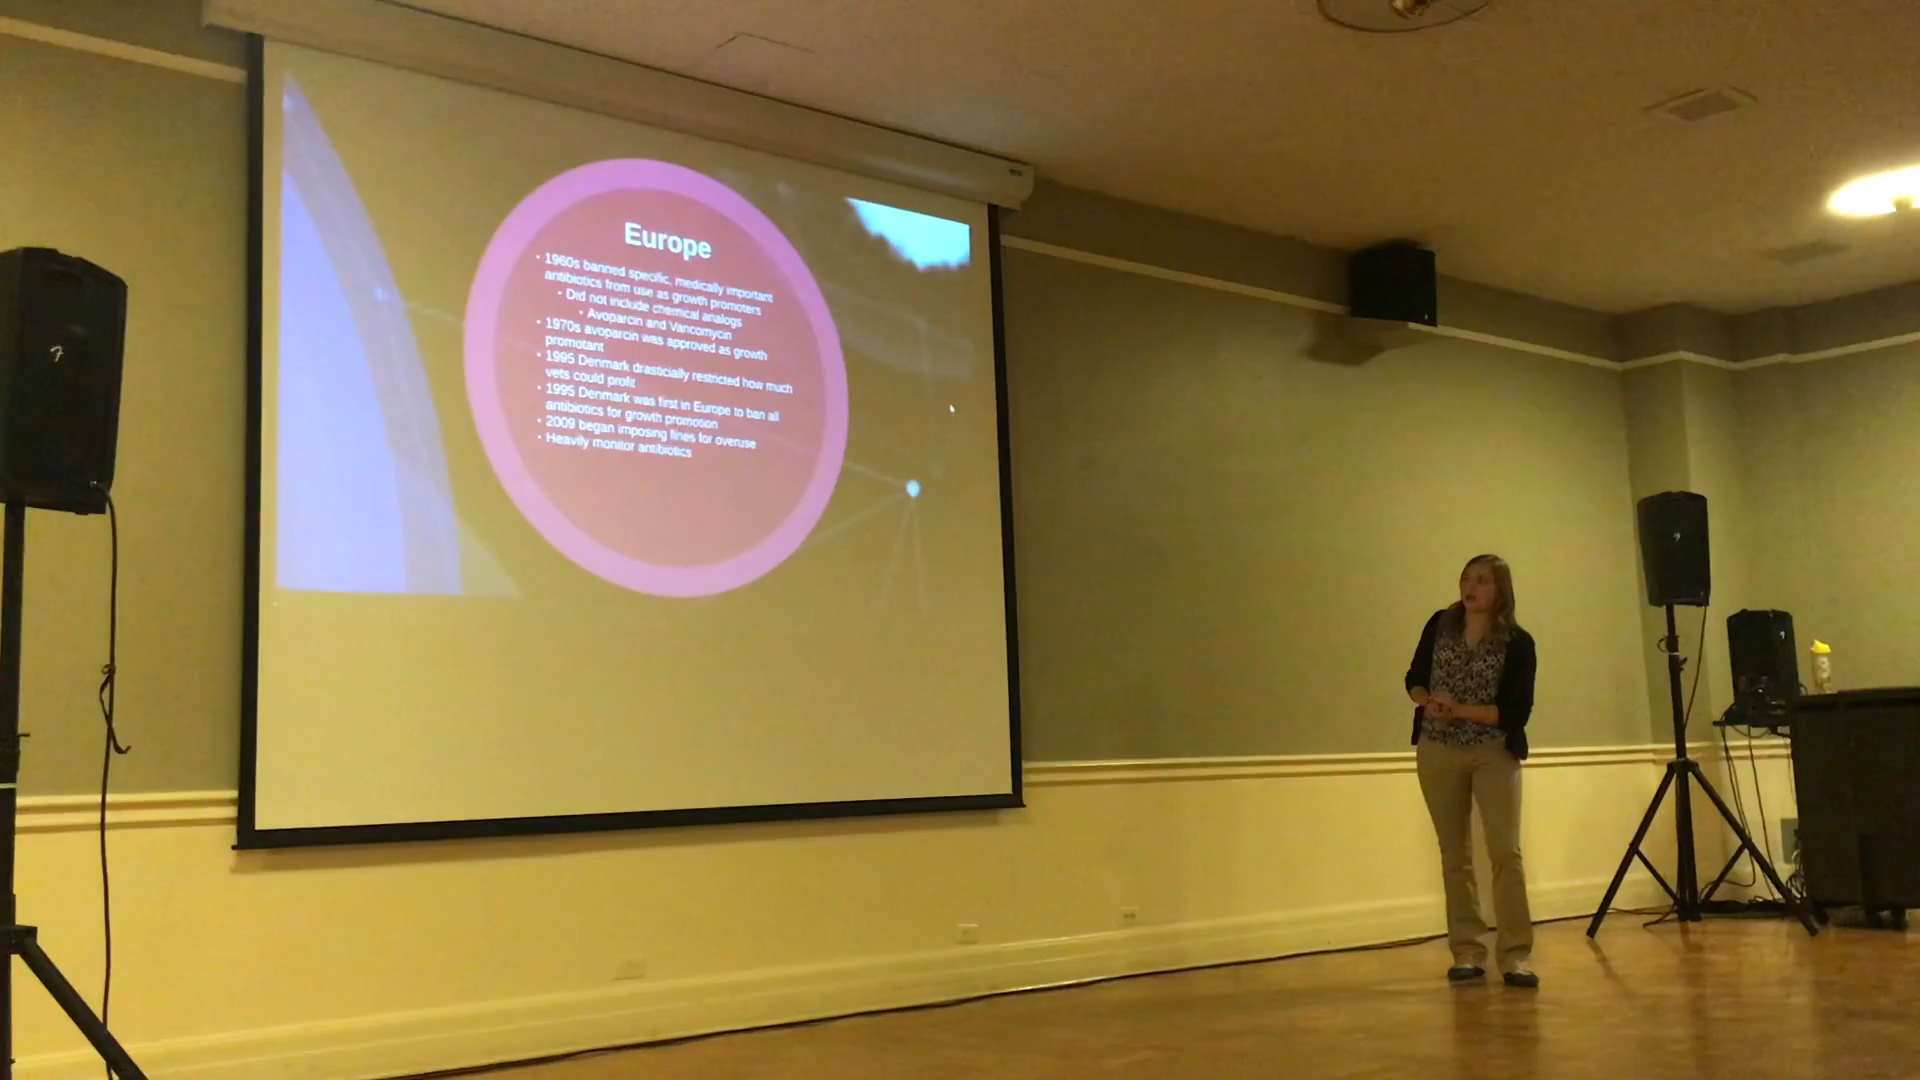 Europe
• 1960s banned specific, medically important
antibiotics from use as growth promoters
• Did not include chemical analogs
• Avoparcin and Vancomycin
• 1970s avoparcin was approved as growth
promotant
• 1995 Denmark drasticially restricted how much
vets could profit
• 1995 Denmark was first in Europe to ban all
antibiotics for growth promotion
• 2009 began imposing fines for overuse
• Heavily monitor antibiotics